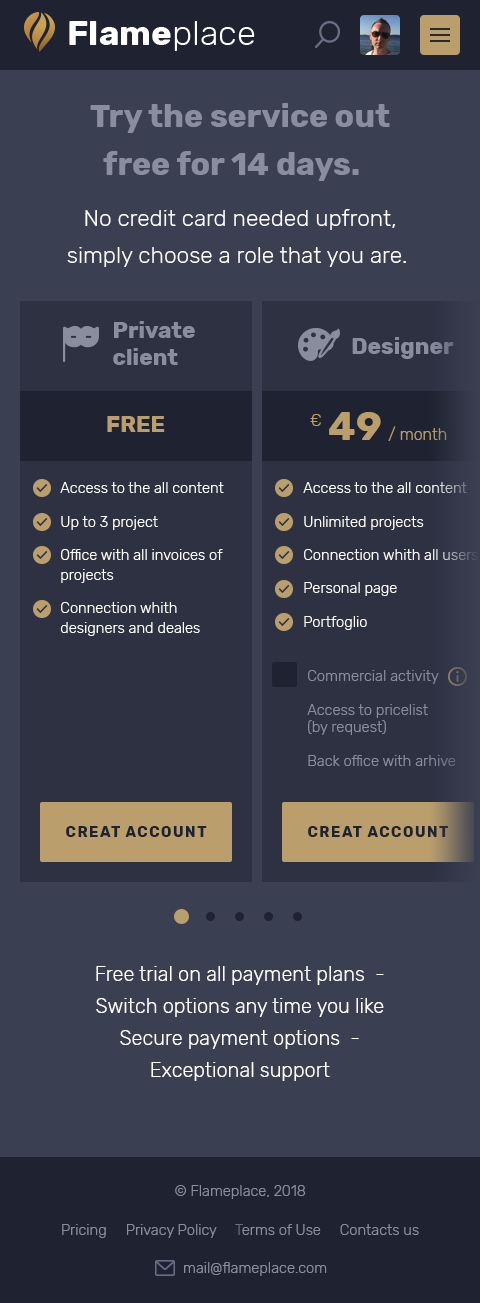 Flameplace
Try the service out
free for 14 days.
No credit card needed upfront,
simply choose a role that you are.
Private
client
FREE
Access to the all content
Up to 3 project
Office with all invoices of
projects
Connection whith
designers and deales
CREAT ACCOUNT
Designer
€ 49 / month
Access to the all content
Unlimited projects
Connection whith all users
Personal page
Portfoglio
Commercial activity
Access to pricelist
(by request)
Back office with arhive
CREAT ACCOUNT
Free trial on all payment plans -
Switch options any time you like
Secure payment options -
Exceptional support
© Flameplace, 2018
Pricing Privacy Policy Terms of Use Contacts us
mail@flameplace.com